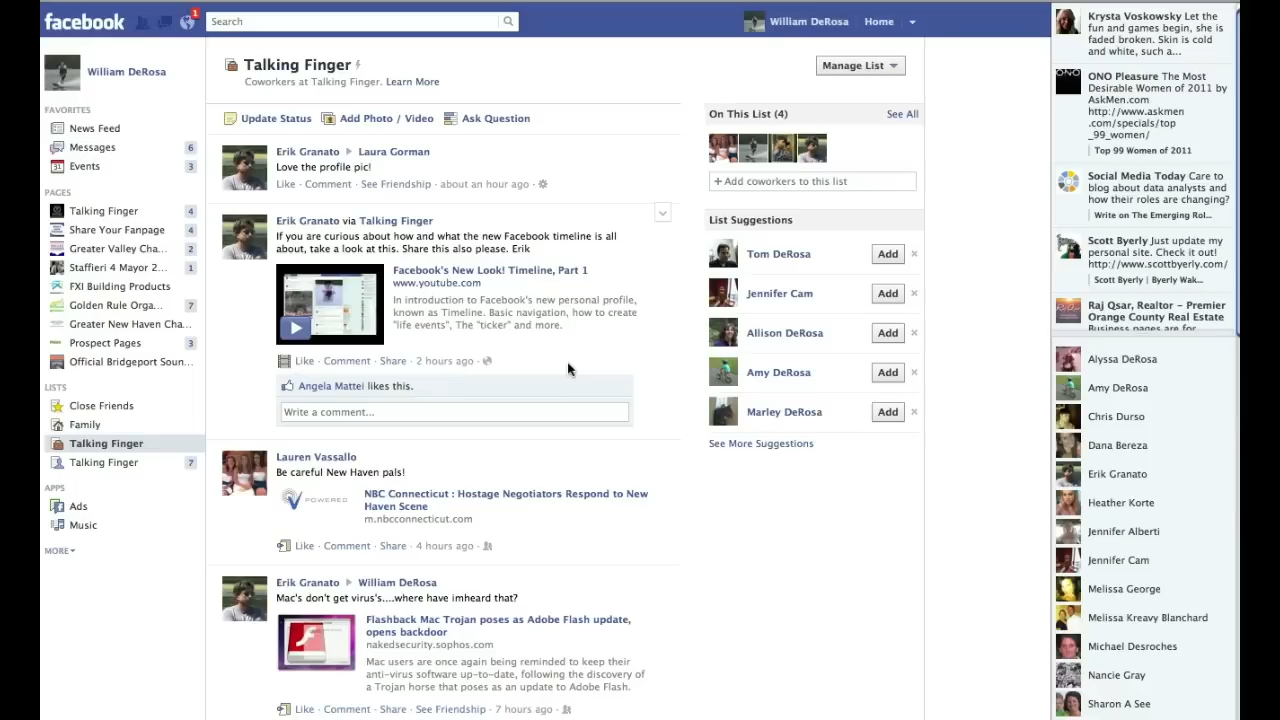 facebook
1
Search
William DeRosa
Home
William DeRosa
FAVORITES
News Feed
Messages
6
Events
3
PAGES
Talking Finger
4
Share Your Fanpage
4
Greater Valley Cha...
2
Staffieri 4 Mayor 2...
1
FXI Building Products
Golden Rule Orga...
7
Greater New Haven Cha...
Prospect Pages
3
Official Bridgeport Soun...
LISTS
Close Friends
Family
Talking Finger
Talking Finger
7
APPS
Ads
Music
MORE
Talking Finger
Coworkers at Talking Finger. Learn More
Manage List
Update Status
Add Photo / Video
Ask Question
Erik Granato Laura Gorman
Love the profile pic!
Like · Comment · See Friendship · about an hour ago ·
Erik Granato via Talking Finger
If you are curious about how and what the new Facebook timeline is all
about, take a look at this. Share this also please. Erik
Facebook's New Look! Timeline, Part 1
www.youtube.com
In introduction to Facebook's new personal profile,
known as Timeline. Basic navigation, how to create
"life events", The "ticker" and more.
Like · Comment · Share · 2 hours ago ·
Angela Mattei likes this.
Write a comment...
Lauren Vassallo
Be careful New Haven pals!
POWERED
NBC Connecticut : Hostage Negotiators Respond to New
Haven Scene
m.nbcconnecticut.com
Like · Comment · Share · 4 hours ago ·
Erik Granato William DeRosa
Mac's don't get virus's....where have imheard that?
Flashback Mac Trojan poses as Adobe Flash update,
opens backdoor
nakedsecurity.sophos.com
Mac users are once again being reminded to keep their
anti-virus software up-to-date, following the discovery of
a Trojan horse that poses as an update to Adobe Flash.
Like · Comment · Share · See Friendship · 7 hours ago ·
On This List (4)
See All
+ Add coworkers to this list
List Suggestions
Tom DeRosa
Add
Jennifer Cam
Add
Allison DeRosa
Add
Amy DeRosa
Add
Marley DeRosa
Add
See More Suggestions
Krysta Voskowsky Let the
fun and games begin, she is
faded broken. Skin is cold
and white, such a...
ONO
ONO Pleasure The Most
Desirable Women of 2011 by
AskMen.com
http://www.askmen
.com/specials/top
_99_women/
Top 99 Women of 2011
Social Media Today Care to
blog about data analysts and
how their roles are changing?
Write on The Emerging Rol...
Scott Byerly Just update my
personal site. Check it out!
http://www.scottbyerly.com/
Scott Byerly | Byerly Wak...
Raj Qsar, Realtor - Premier
Orange County Real Estate
Business pages are for
Alyssa DeRosa
Amy DeRosa
Chris Durso
Dana Bereza
Erik Granato
Heather Korte
Jennifer Alberti
Jennifer Cam
Melissa George
Melissa Kreavy Blanchard
Michael Desroches
Nancie Gray
Sharon A See